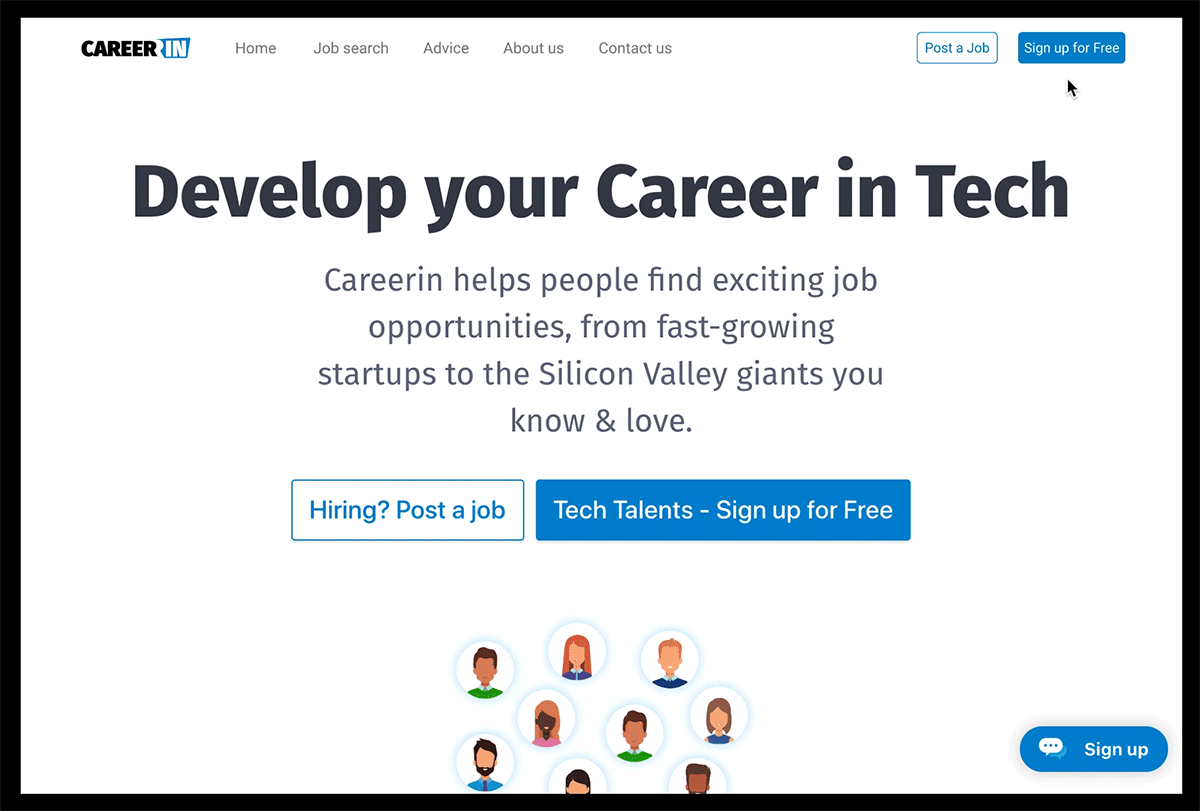 CAREER IN Home Job search Advice About us Contact us Post a Job Sign up for Free
Develop your Career in Tech
Careerin helps people find exciting job
opportunities, from fast-growing
startups to the Silicon Valley giants you
know & love.
Hiring? Post a job Tech Talents - Sign up for Free
Sign up